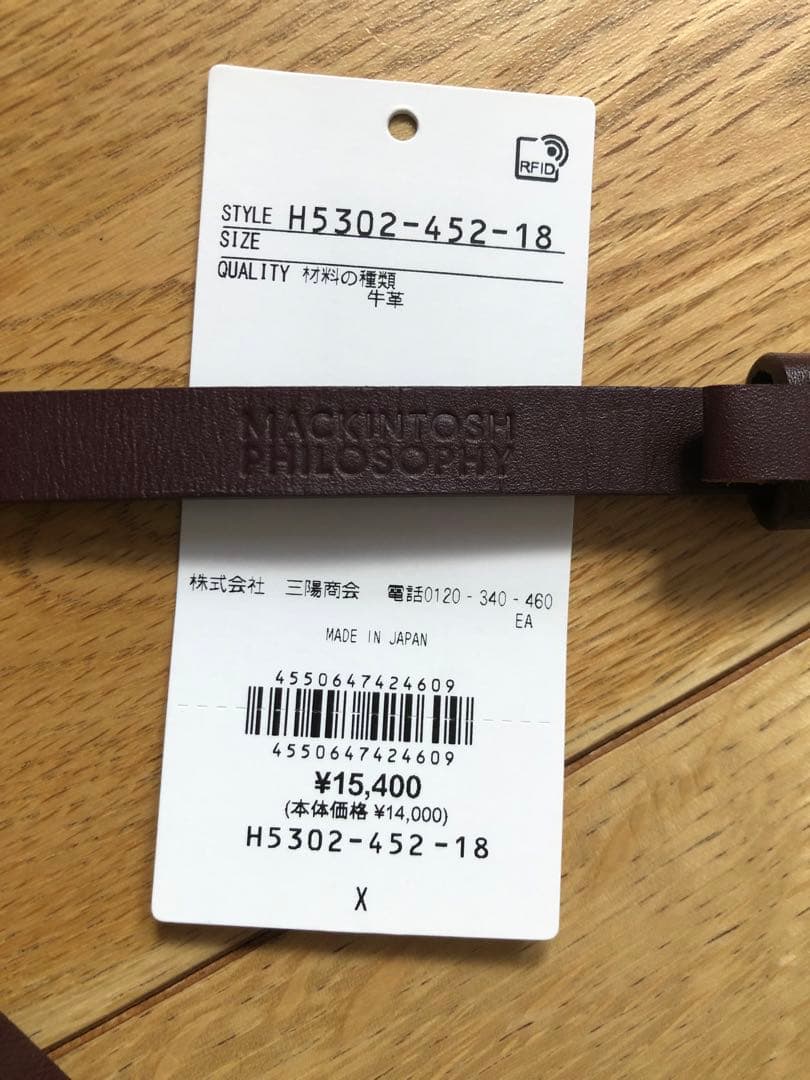 RFID
STYLE H5302-452-18
SIZE
QUALITY 材料の種類
牛革
MACKINTOSH
PHILOSOPHY
株式会社 三陽商会 電話0120-340-460
EA
MADE IN JAPAN
4550647424609
4550647424609
¥15,400
(本体価格 ¥14,000)
H5302-452-18
X